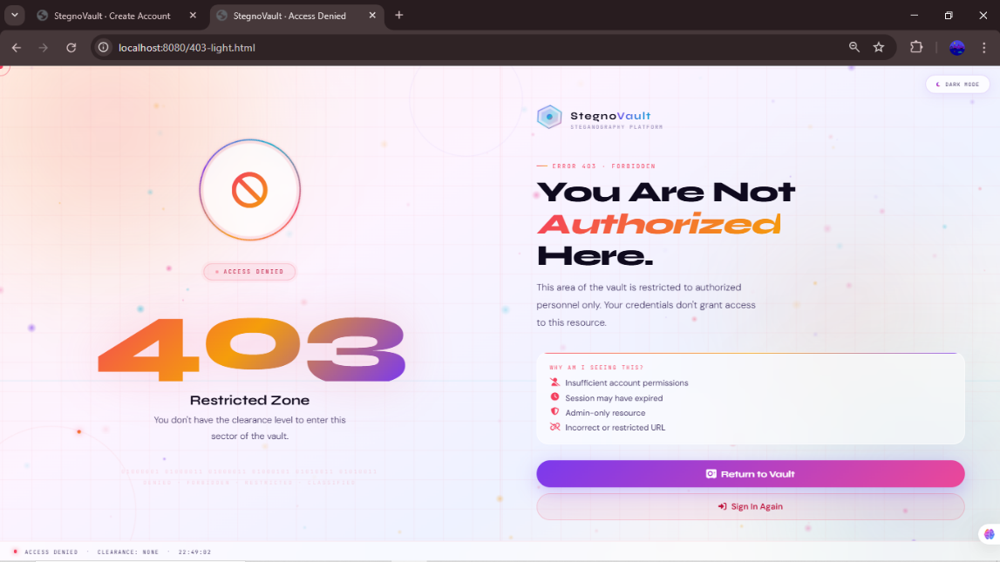 StegnoVault · Create Account
StegnoVault · Access Denied
localhost:8080/403-light.html
DARK MODE
StegnoVault
STEGANOGRAPHY PLATFORM
ERROR 403 · FORBIDDEN
You Are Not
Authorized
Here.
This area of the vault is restricted to authorized
personnel only. Your credentials don't grant access
to this resource.
WHY AM I SEEING THIS?
Insufficient account permissions
Session may have expired
Admin-only resource
Incorrect or restricted URL
Return to Vault
Sign In Again
ACCESS DENIED
403
Restricted Zone
You don't have the clearance level to enter this
sector of the vault.
DENIED · FORBIDDEN · RESTRICTED · CLASSIFIED
ACCESS DENIED · CLEARANCE: NONE · 22:49:02